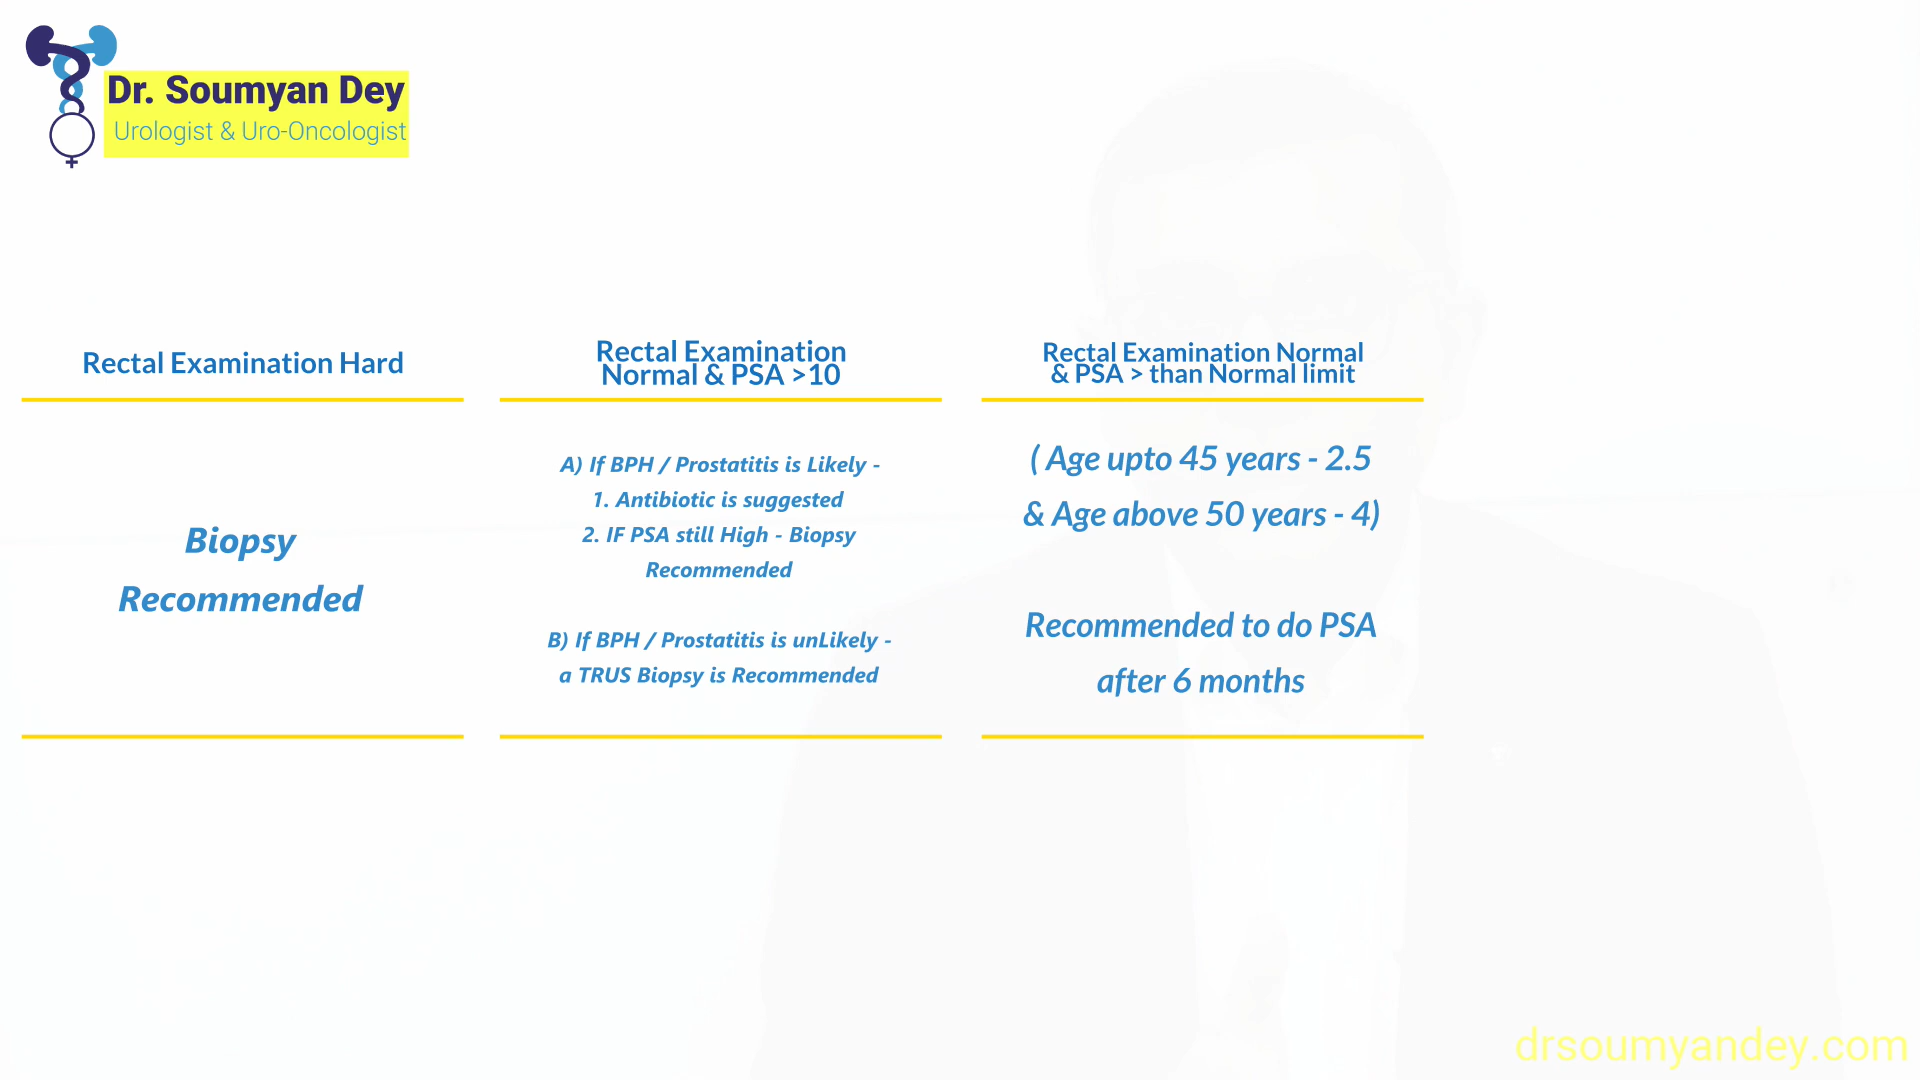 Dr. Soumyan Dey
Urologist & Uro-Oncologist
Rectal Examination Hard
Biopsy
Recommended
Rectal Examination
Normal & PSA >10
A) If BPH / Prostatitis is Likely -
1. Antibiotic is suggested
2. IF PSA still High - Biopsy
Recommended
B) If BPH / Prostatitis is unLikely -
a TRUS Biopsy is Recommended
Rectal Examination Normal
& PSA > than Normal limit
( Age upto 45 years - 2.5
& Age above 50 years - 4)
Recommended to do PSA
after 6 months
drsoumyandey.com